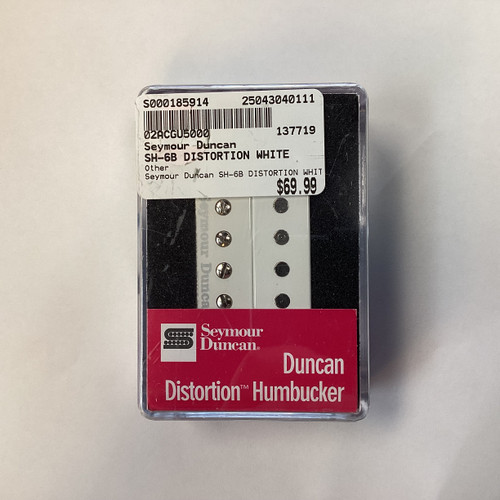 S000185914 25043040111
02ACGU5000 137719
Seymour Duncan
SH-6B DISTORTION WHITE
Other
Seymour Duncan SH-6B DISTORTION WHIT
$69.99
Seymour Duncan
Seymour
Duncan®
Duncan
Distortion™ Humbucker